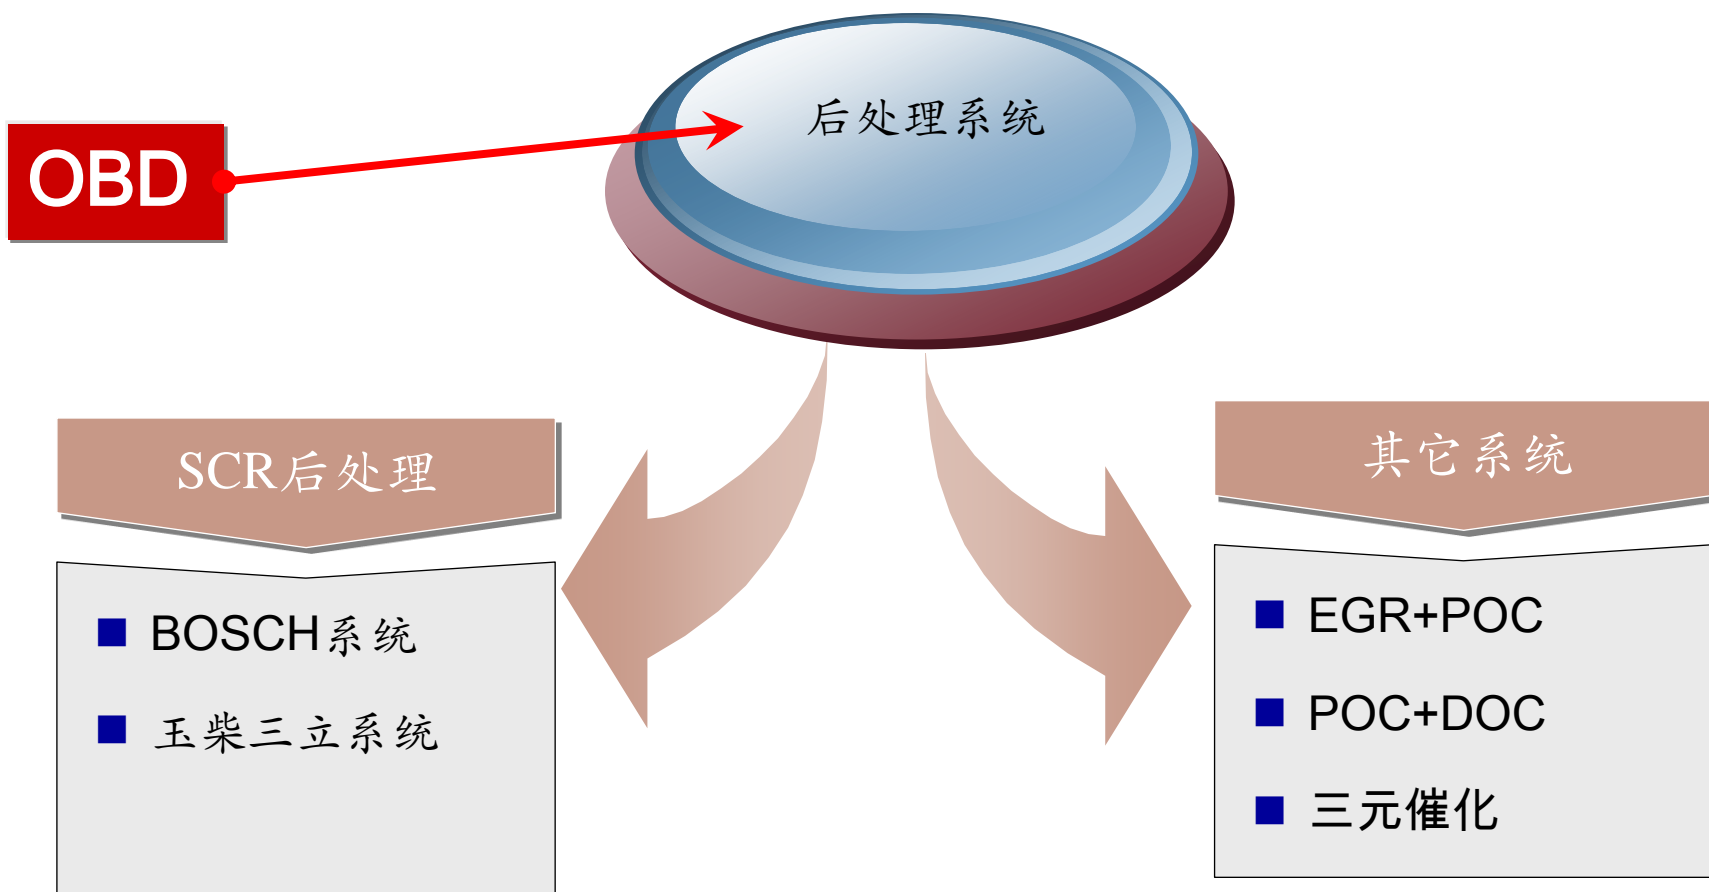 后处理系统
OBD
SCR后处理
BOSCH系统
玉柴三立系统
其它系统
EGR+POC
POC+DOC
三元催化